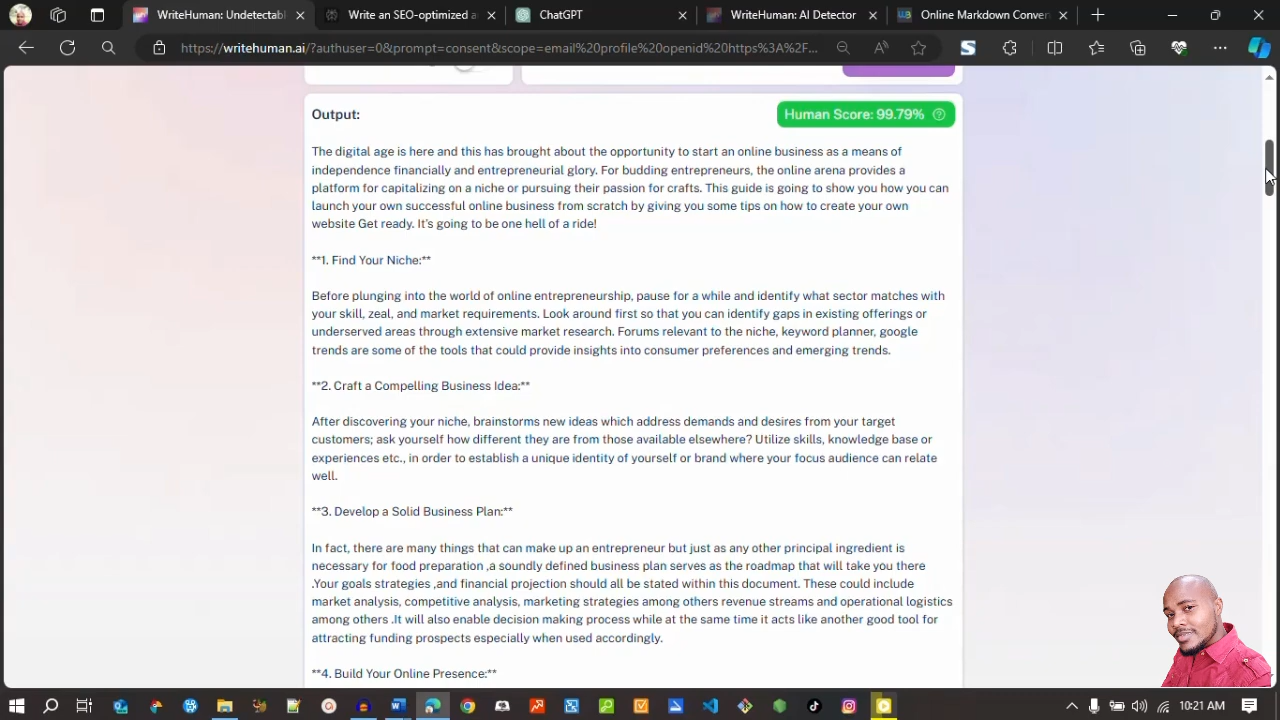 WriteHuman: Undetectabl
Write an SEO-optimized a
ChatGPT
WriteHuman: AI Detector
Online Markdown Conver
https://writehuman.ai/?authuser=0&prompt=consent&scope=email%20profile%20openid%20https%3A%2F...
Output:
Human Score: 99.79%
The digital age is here and this has brought about the opportunity to start an online business as a means of
independence financially and entrepreneurial glory. For budding entrepreneurs, the online arena provides a
platform for capitalizing on a niche or pursuing their passion for crafts. This guide is going to show you how you can
launch your own successful online business from scratch by giving you some tips on how to create your own
website Get ready. It's going to be one hell of a ride!
**1. Find Your Niche:**
Before plunging into the world of online entrepreneurship, pause for a while and identify what sector matches with
your skill, zeal, and market requirements. Look around first so that you can identify gaps in existing offerings or
underserved areas through extensive market research. Forums relevant to the niche, keyword planner, google
trends are some of the tools that could provide insights into consumer preferences and emerging trends.
**2. Craft a Compelling Business Idea:**
After discovering your niche, brainstorms new ideas which address demands and desires from your target
customers; ask yourself how different they are from those available elsewhere? Utilize skills, knowledge base or
experiences etc., in order to establish a unique identity of yourself or brand where your focus audience can relate
well.
**3. Develop a Solid Business Plan:**
In fact, there are many things that can make up an entrepreneur but just as any other principal ingredient is
necessary for food preparation ,a soundly defined business plan serves as the roadmap that will take you there
.Your goals strategies ,and financial projection should all be stated within this document. These could include
market analysis, competitive analysis, marketing strategies among others revenue streams and operational logistics
among others .It will also enable decision making process while at the same time it acts like another good tool for
attracting funding prospects especially when used accordingly.
**4. Build Your Online Presence:**
10:21 AM